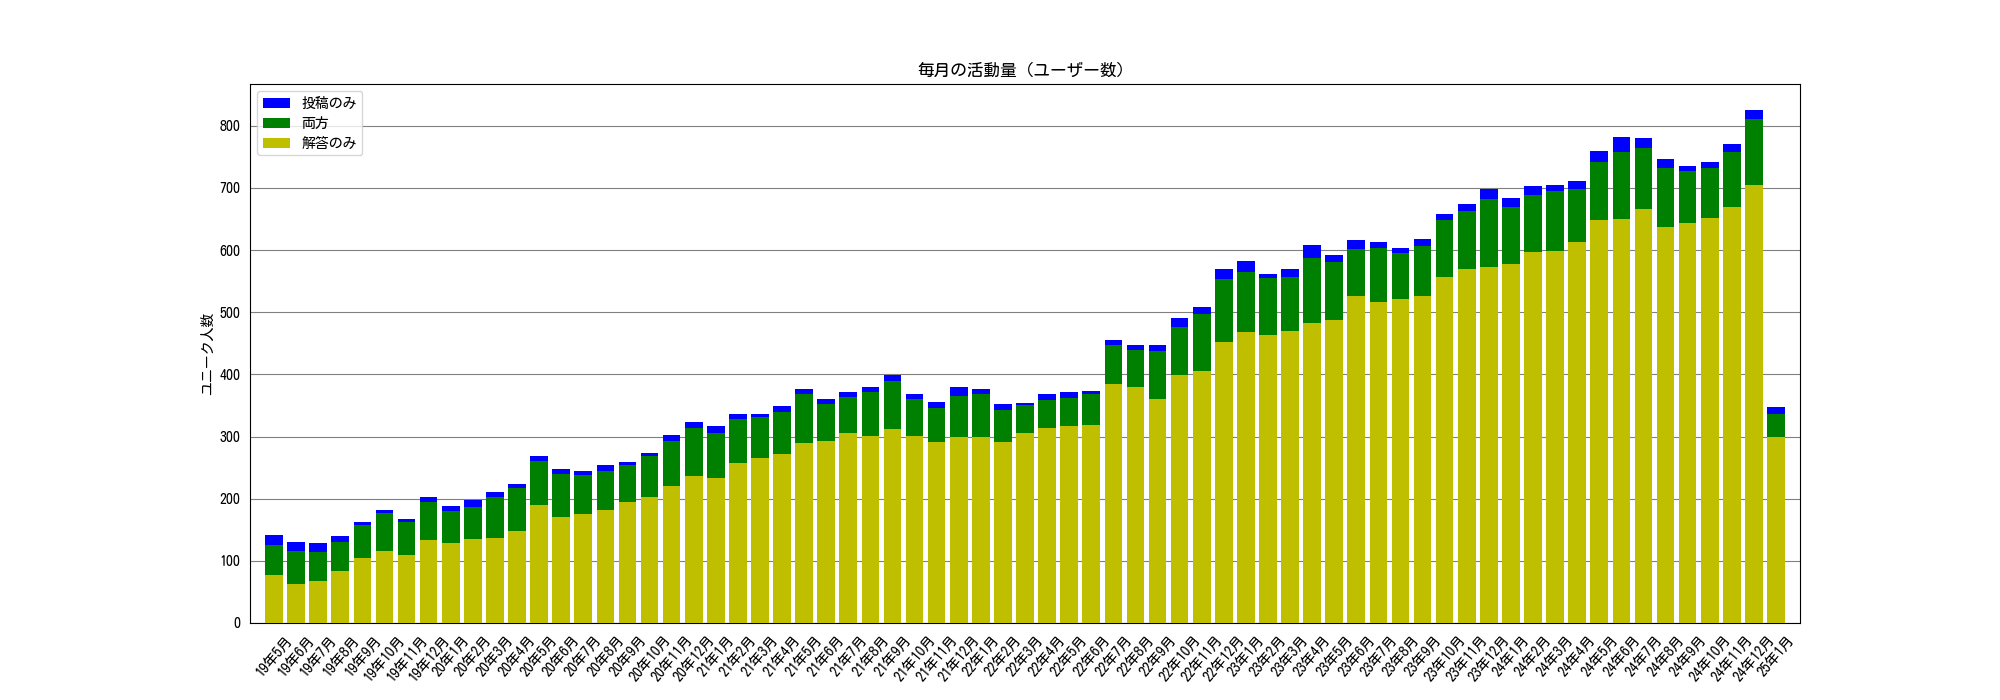 毎月の活動量（ユーザー数）
投稿のみ
両方
解答のみ
ユニーク人数
800
700
600
500
400
300
200
100
0
19年5月
19年6月
19年7月
19年8月
19年9月
19年10月
19年11月
19年12月
20年1月
20年2月
20年3月
20年4月
20年5月
20年6月
20年7月
20年8月
20年9月
20年10月
20年11月
20年12月
21年1月
21年2月
21年3月
21年4月
21年5月
21年6月
21年7月
21年8月
21年9月
21年10月
21年11月
21年12月
22年1月
22年2月
22年3月
22年4月
22年5月
22年6月
22年7月
22年8月
22年9月
22年10月
22年11月
22年12月
23年1月
23年2月
23年3月
23年4月
23年5月
23年6月
23年7月
23年8月
23年9月
23年10月
23年11月
23年12月
24年1月
24年2月
24年3月
24年4月
24年5月
24年6月
24年7月
24年8月
24年9月
24年10月
24年11月
24年12月
25年1月